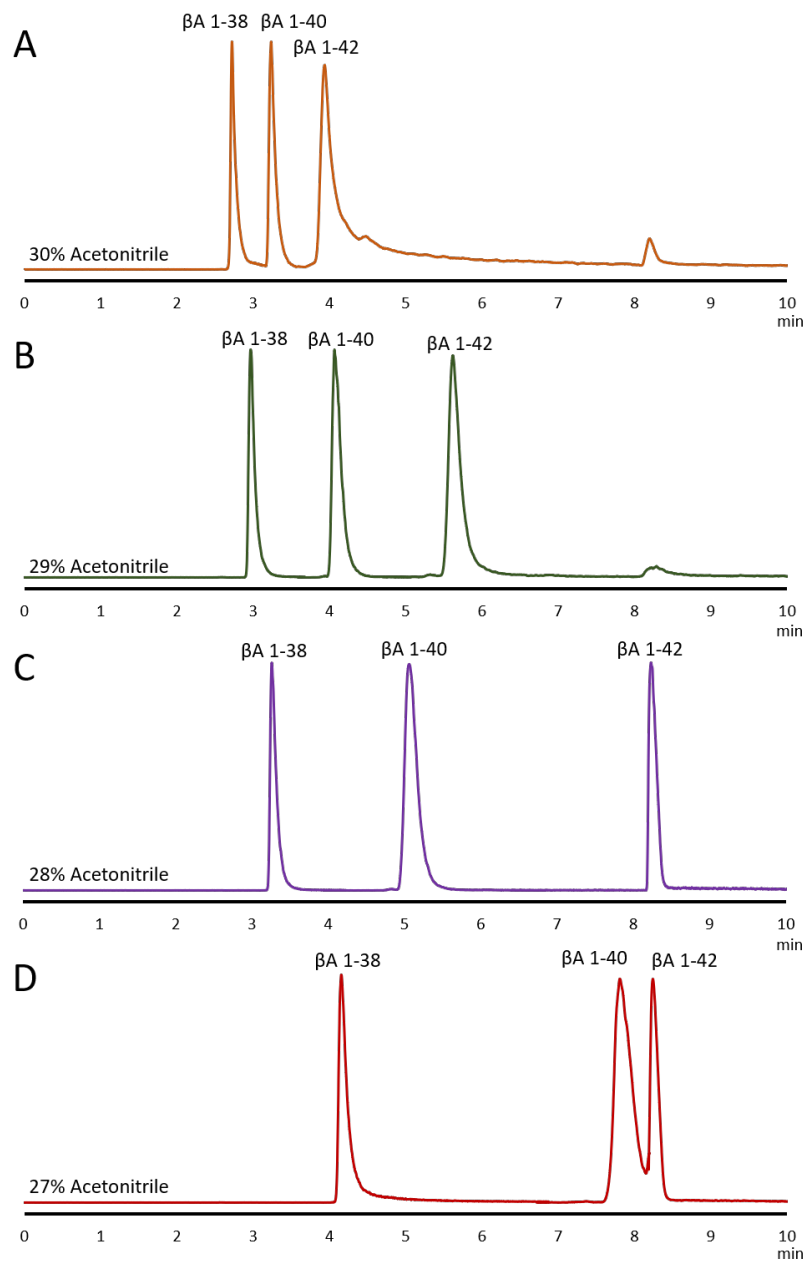 A
βA 1-38 βA 1-40
βA 1-42
30% Acetonitrile
0 1 2 3 4 5 6 7 8 9 10
min
B
βA 1-38 βA 1-40 βA 1-42
29% Acetonitrile
0 1 2 3 4 5 6 7 8 9 10
min
C
βA 1-38 βA 1-40 βA 1-42
28% Acetonitrile
0 1 2 3 4 5 6 7 8 9 10
min
D
βA 1-38 βA 1-40 βA 1-42
27% Acetonitrile
0 1 2 3 4 5 6 7 8 9 10
min